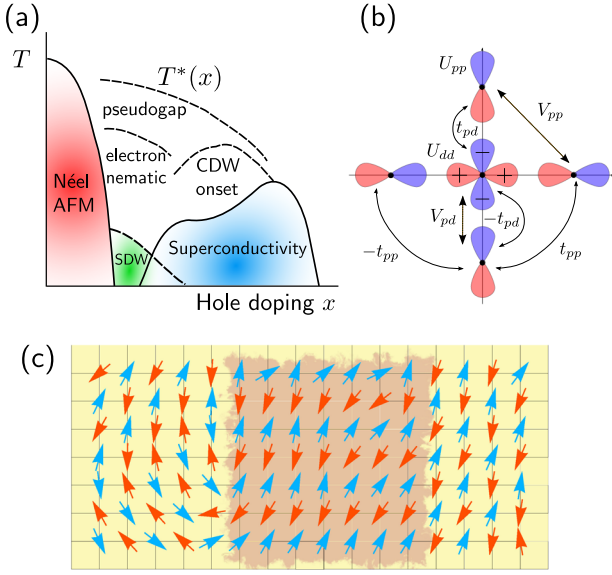 (a)
T
T*(x)
pseudogap
electron
nematic
CDW
onset
Néel
AFM
SDW
Superconductivity
Hole doping x
(b)
U_pp
V_pp
t_pd
U_dd
−
+ +
−
V_pd
−t_pd
−t_pp
t_pp
(c)